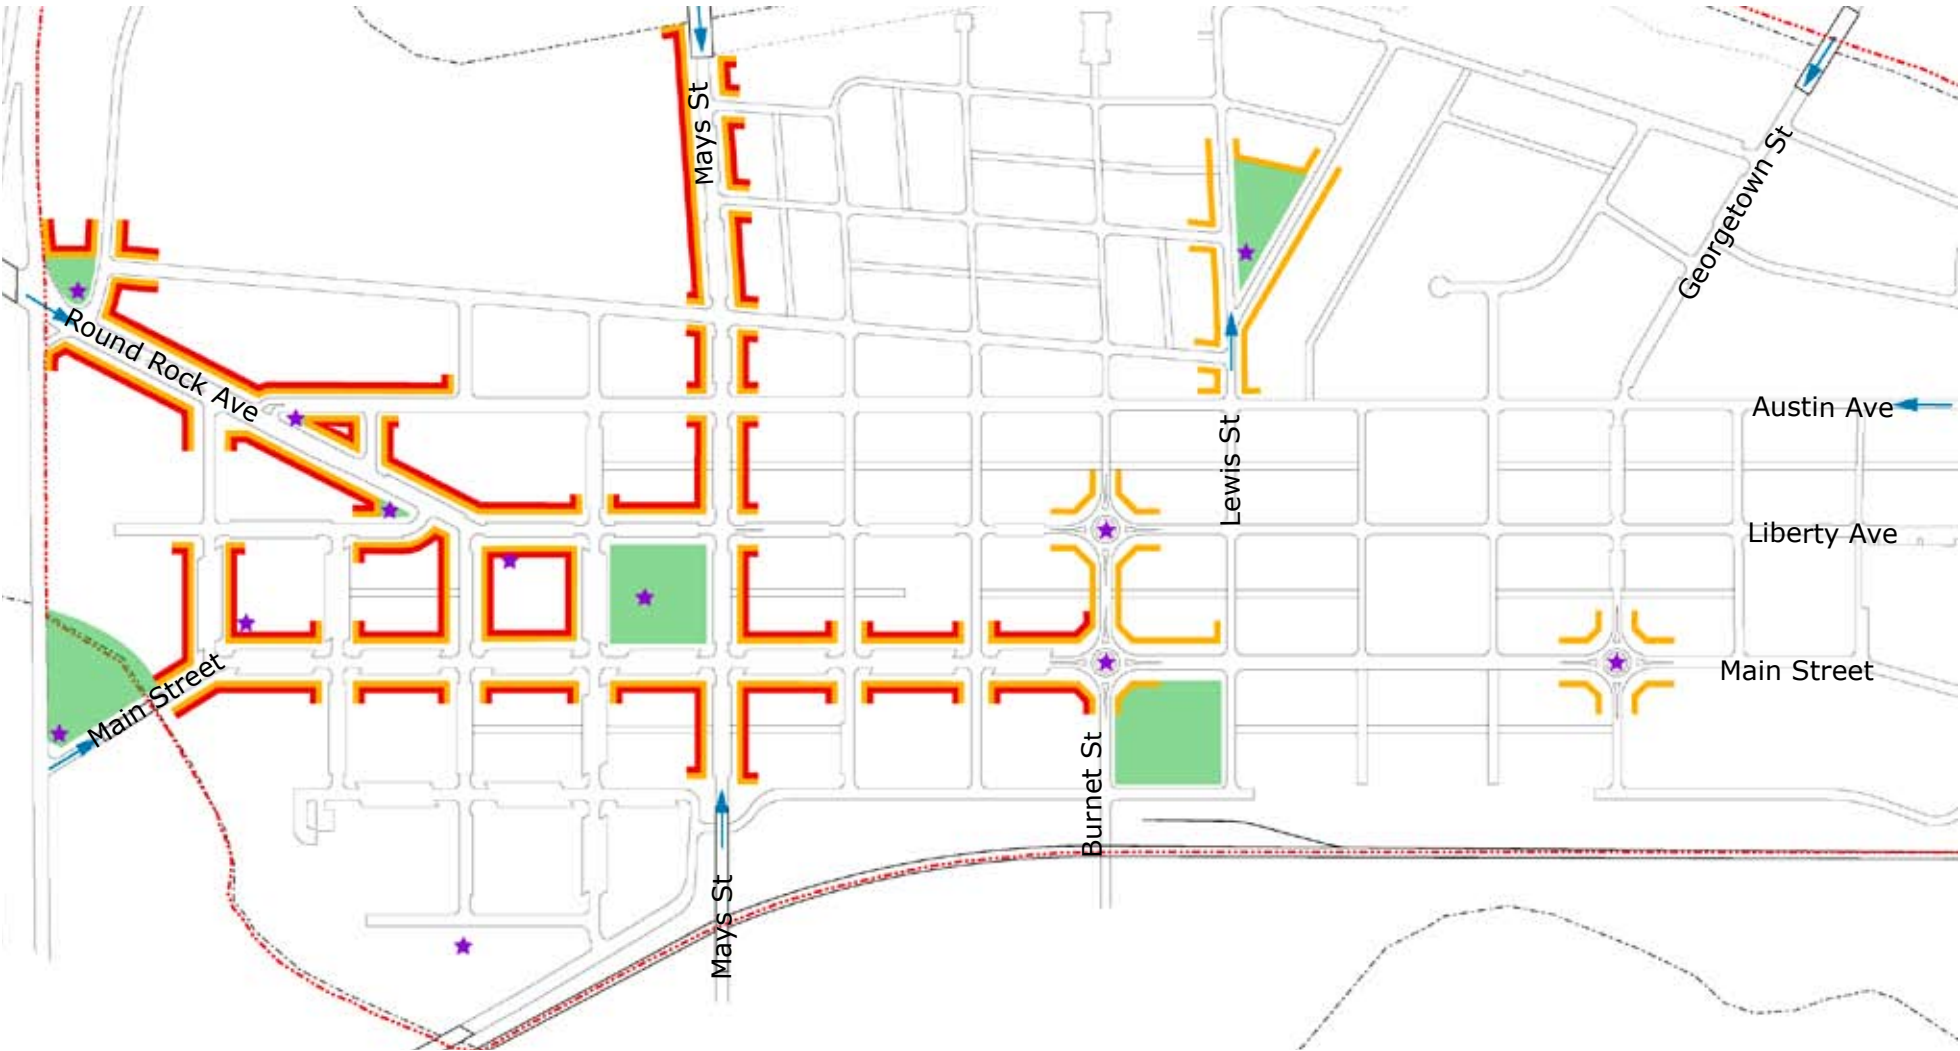 Mays St
Georgetown St
Round Rock Ave
Austin Ave
Lewis St
Liberty Ave
Main Street
Main Street
Burnet St
Mays St